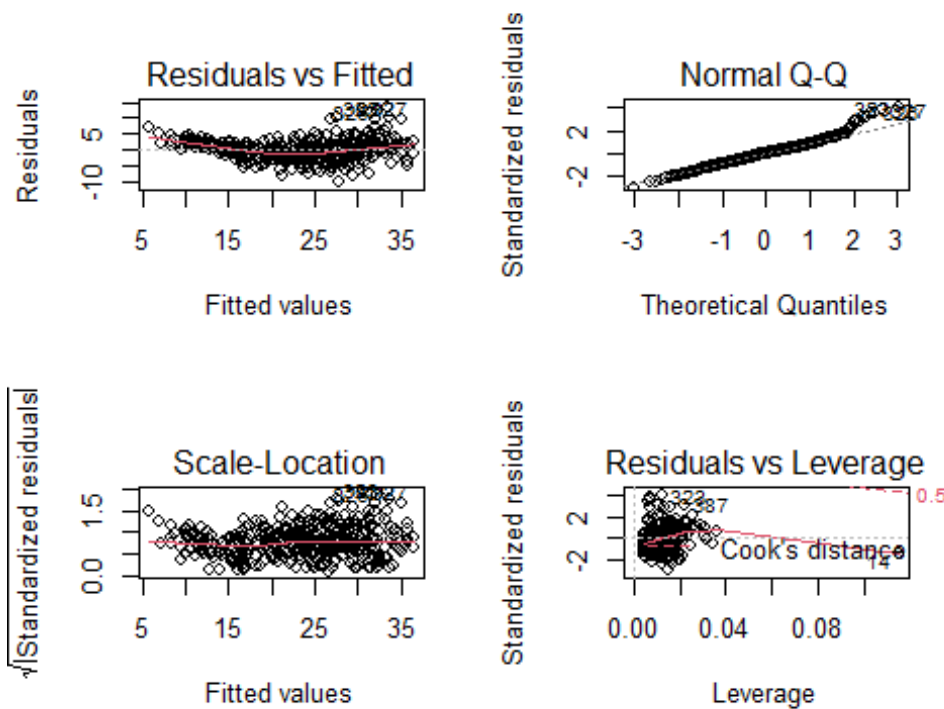 Residuals vs Fitted
Residuals
5
-10
5 15 25 35
Fitted values
Normal Q-Q
Standardized residuals
2
-2
-3 -1 0 1 2 3
Theoretical Quantiles
Scale-Location
√|Standardized residuals|
1.5
0.0
5 15 25 35
Fitted values
Residuals vs Leverage
Standardized residuals
2
-2
323
387
0.5
Cook's distance
14
0.00 0.04 0.08
Leverage